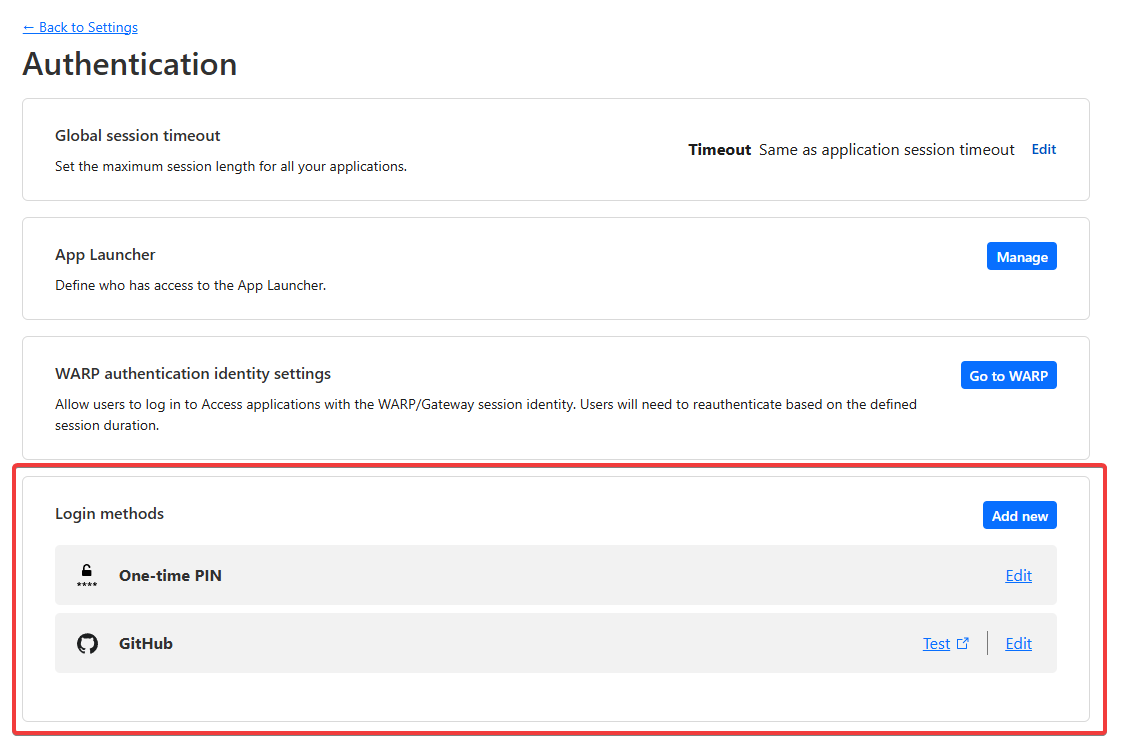 ← Back to Settings
Authentication
Global session timeout
Set the maximum session length for all your applications.
Timeout Same as application session timeout Edit
App Launcher
Manage
Define who has access to the App Launcher.
WARP authentication identity settings
Go to WARP
Allow users to log in to Access applications with the WARP/Gateway session identity. Users will need to reauthenticate based on the defined
session duration.
Login methods
Add new
**** One-time PIN Edit
GitHub Test Edit